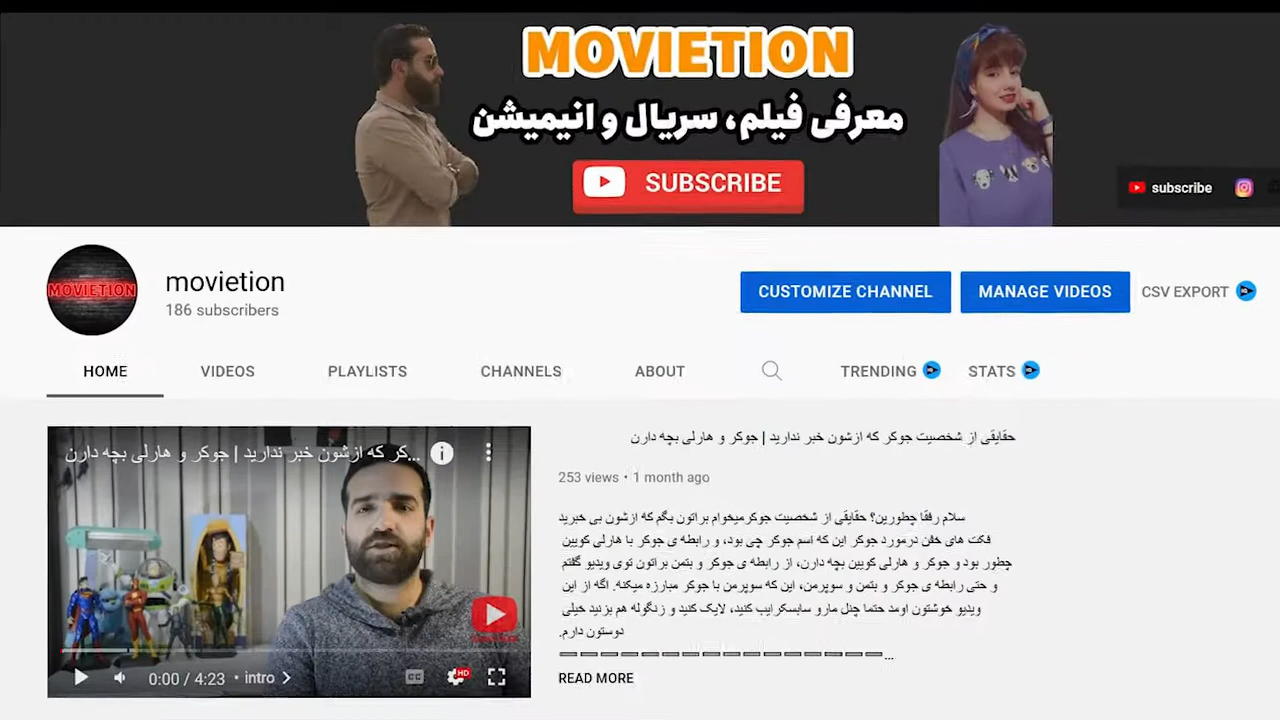 MOVIETION
معرفی فیلم، سریال و انیمیشن
SUBSCRIBE
subscribe
MOVIETION
movietion
186 subscribers
CUSTOMIZE CHANNEL
MANAGE VIDEOS
CSV EXPORT
HOME
VIDEOS
PLAYLISTS
CHANNELS
ABOUT
TRENDING
STATS
...کر که ازشون خبر ندارید | جوکر و هارلی بچه دارن
0:00 / 4:23 • intro
CC
HD
حقایقی از شخصیت جوکر که ازشون خبر ندارید | جوکر و هارلی بچه دارن
253 views • 1 month ago
سلام رفقا چطورین؟ حقایقی از شخصیت جوکرمیخوام براتون بگم که ازشون بی خبرید
فکت های خفن درمورد جوکر این که اسم جوکر چی بود، و رابطه ی جوکر با هارلی کویین
چطور بود و جوکر و هارلی کویین بچه دارن، از رابطه ی جوکر و بتمن براتون توی ویدیو گفتم
و حتی رابطه ی جوکر و بتمن و سوپرمن، این که سوپرمن با جوکر مبارزه میکنه. اگه از این
ویدیو خوشتون اومد حتما چنل مارو سابسکرایب کنید، لایک کنید و زنگوله هم بزنید خیلی
دوستون دارم.
READ MORE